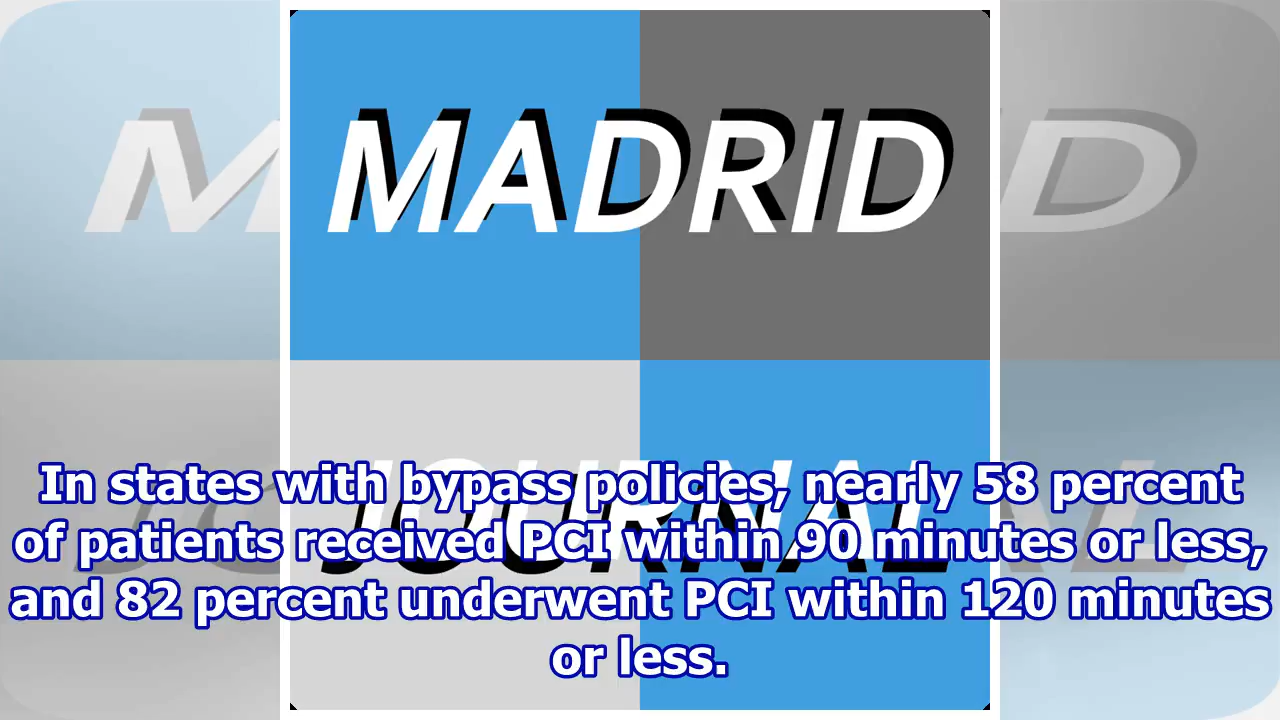 MADRID
JOURNAL
In states with bypass policies, nearly 58 percent
of patients received PCI within 90 minutes or less,
and 82 percent underwent PCI within 120 minutes
or less.